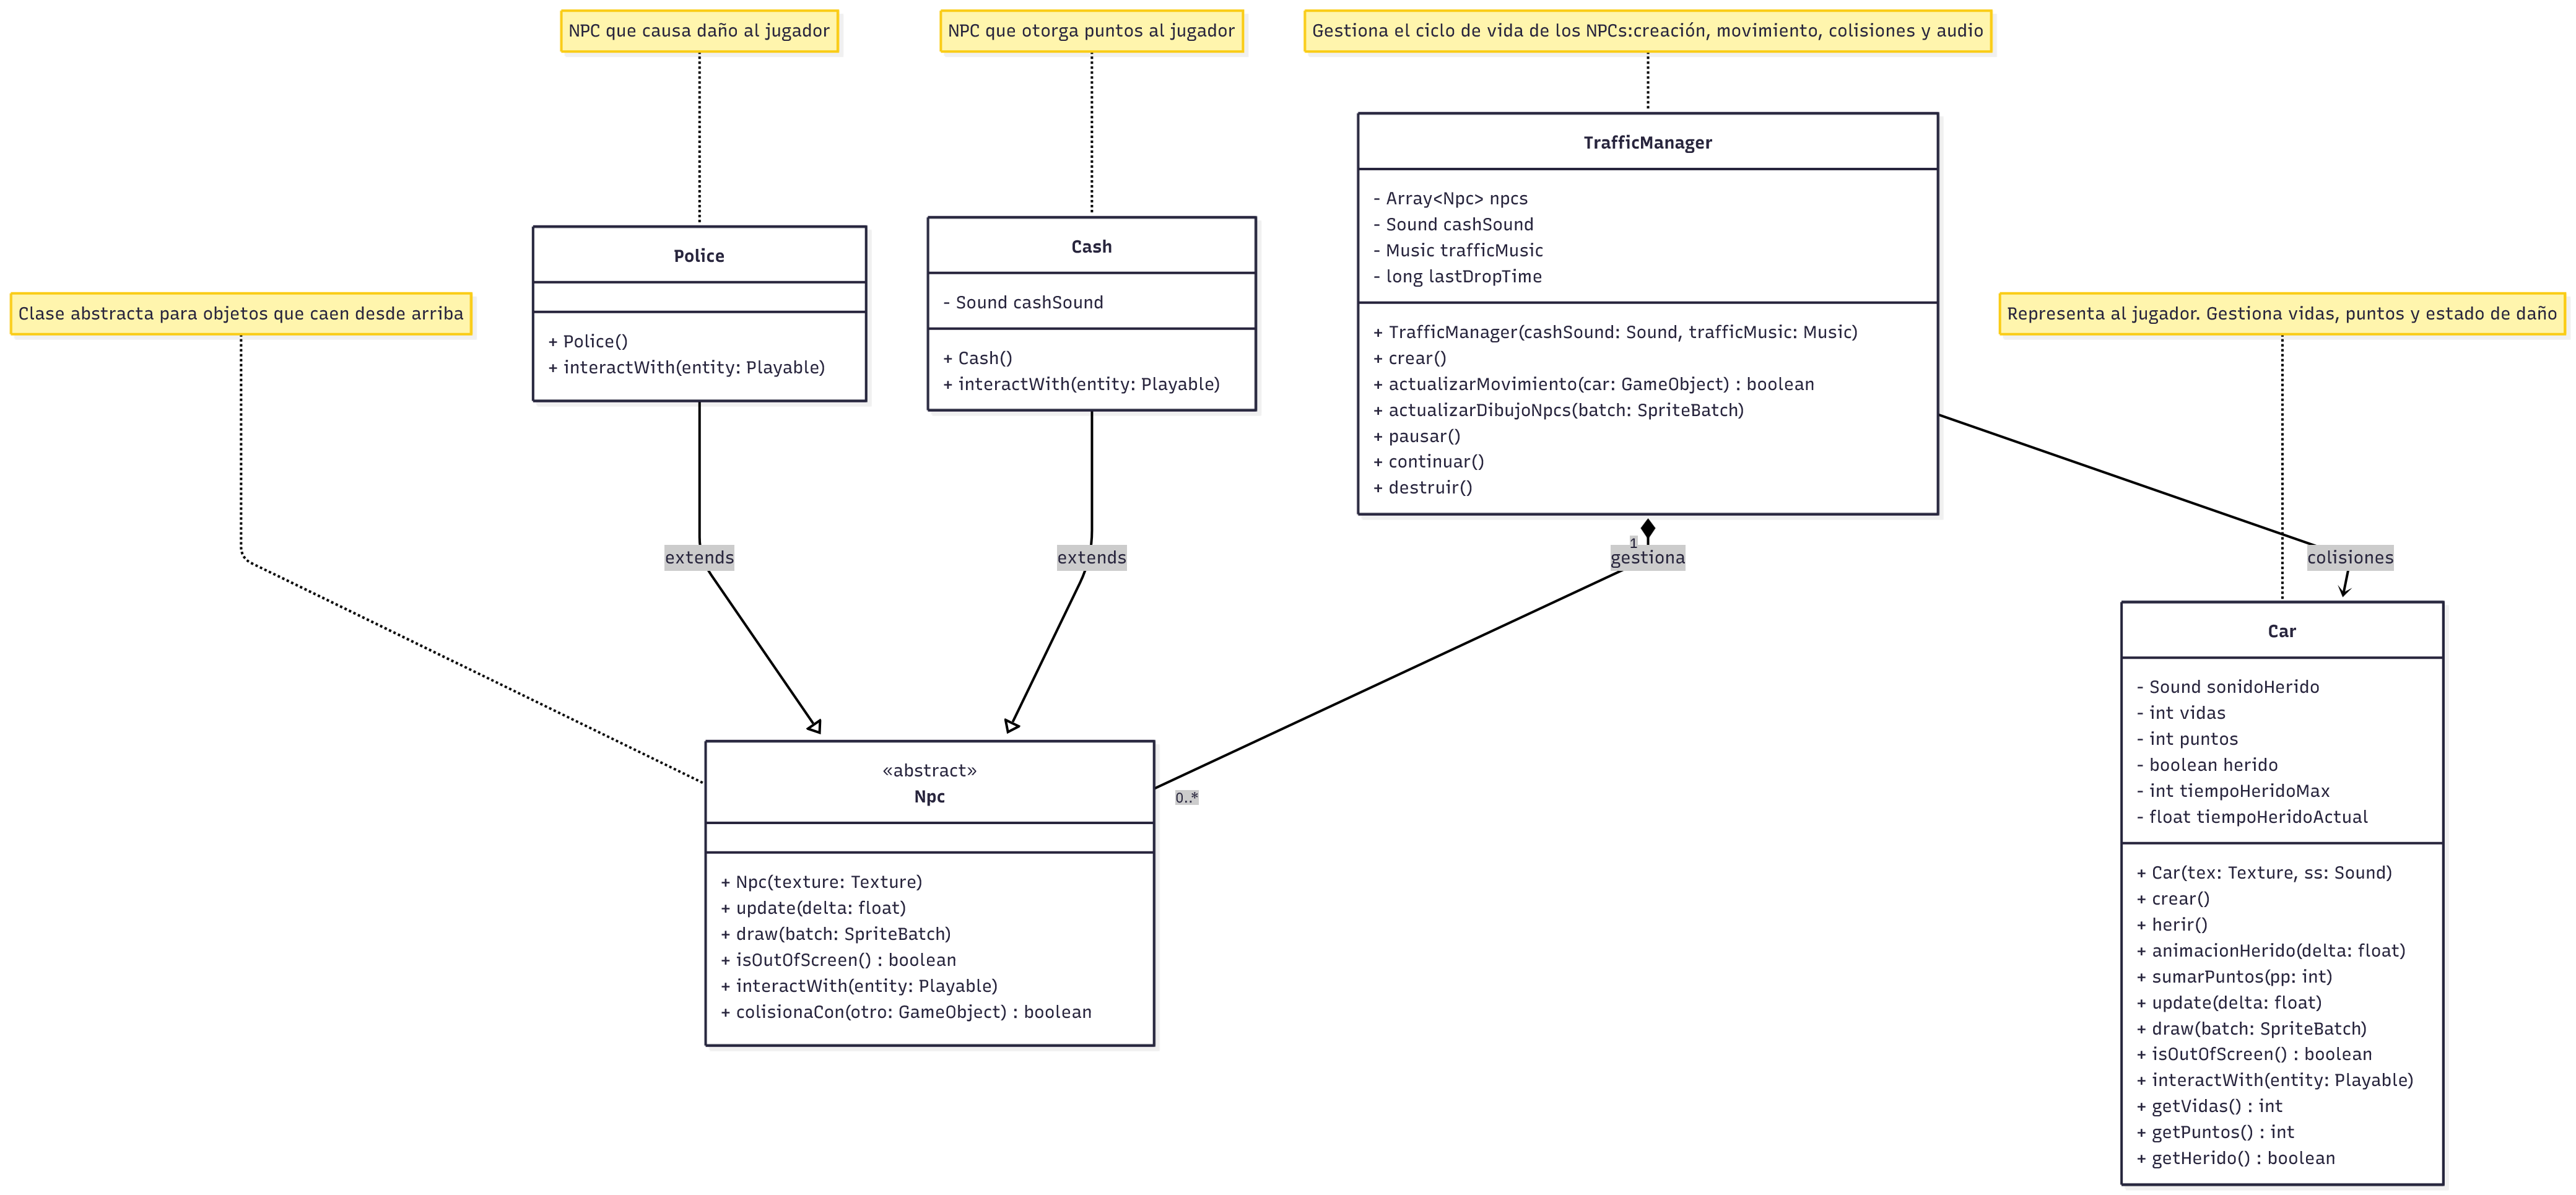 NPC que causa daño al jugador
NPC que otorga puntos al jugador
Gestiona el ciclo de vida de los NPCs:creación, movimiento, colisiones y audio
Clase abstracta para objetos que caen desde arriba
Representa al jugador. Gestiona vidas, puntos y estado de daño
Police
+ Police()
+ interactWith(entity: Playable)
Cash
- Sound cashSound
+ Cash()
+ interactWith(entity: Playable)
TrafficManager
- Array<Npc> npcs
- Sound cashSound
- Music trafficMusic
- long lastDropTime
+ TrafficManager(cashSound: Sound, trafficMusic: Music)
+ crear()
+ actualizarMovimiento(car: GameObject) : boolean
+ actualizarDibujoNpcs(batch: SpriteBatch)
+ pausar()
+ continuar()
+ destruir()
extends
extends
1
gestiona
colisiones
0..*
«abstract»
Npc
+ Npc(texture: Texture)
+ update(delta: float)
+ draw(batch: SpriteBatch)
+ isOutOfScreen() : boolean
+ interactWith(entity: Playable)
+ colisionaCon(otro: GameObject) : boolean
Car
- Sound sonidoHerido
- int vidas
- int puntos
- boolean herido
- int tiempoHeridoMax
- float tiempoHeridoActual
+ Car(tex: Texture, ss: Sound)
+ crear()
+ herir()
+ animacionHerido(delta: float)
+ sumarPuntos(pp: int)
+ update(delta: float)
+ draw(batch: SpriteBatch)
+ isOutOfScreen() : boolean
+ interactWith(entity: Playable)
+ getVidas() : int
+ getPuntos() : int
+ getHerido() : boolean